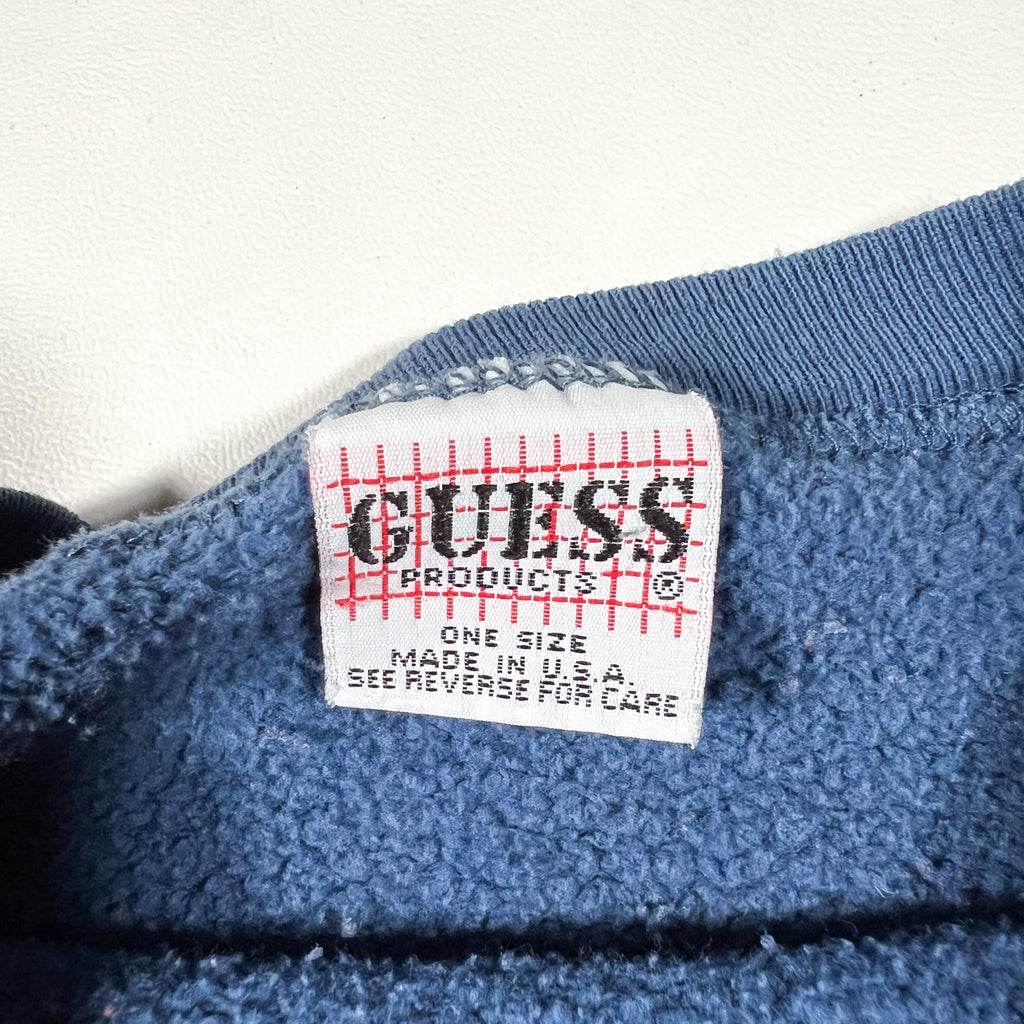 GUESS
PRODUCTS ®
ONE SIZE
MADE IN U.S.A.
SEE REVERSE FOR CARE